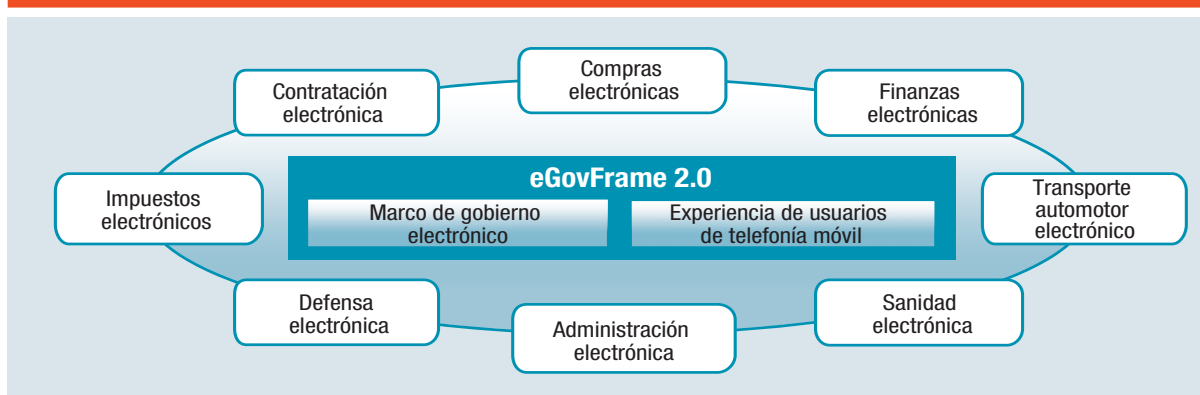 Compras
electrónicas
Contratación
electrónica
Finanzas
electrónicas
Impuestos
electrónicos
eGovFrame 2.0
Marco de gobierno
electrónico
Experiencia de usuarios
de telefonía móvil
Transporte
automotor
electrónico
Defensa
electrónica
Administración
electrónica
Sanidad
electrónica